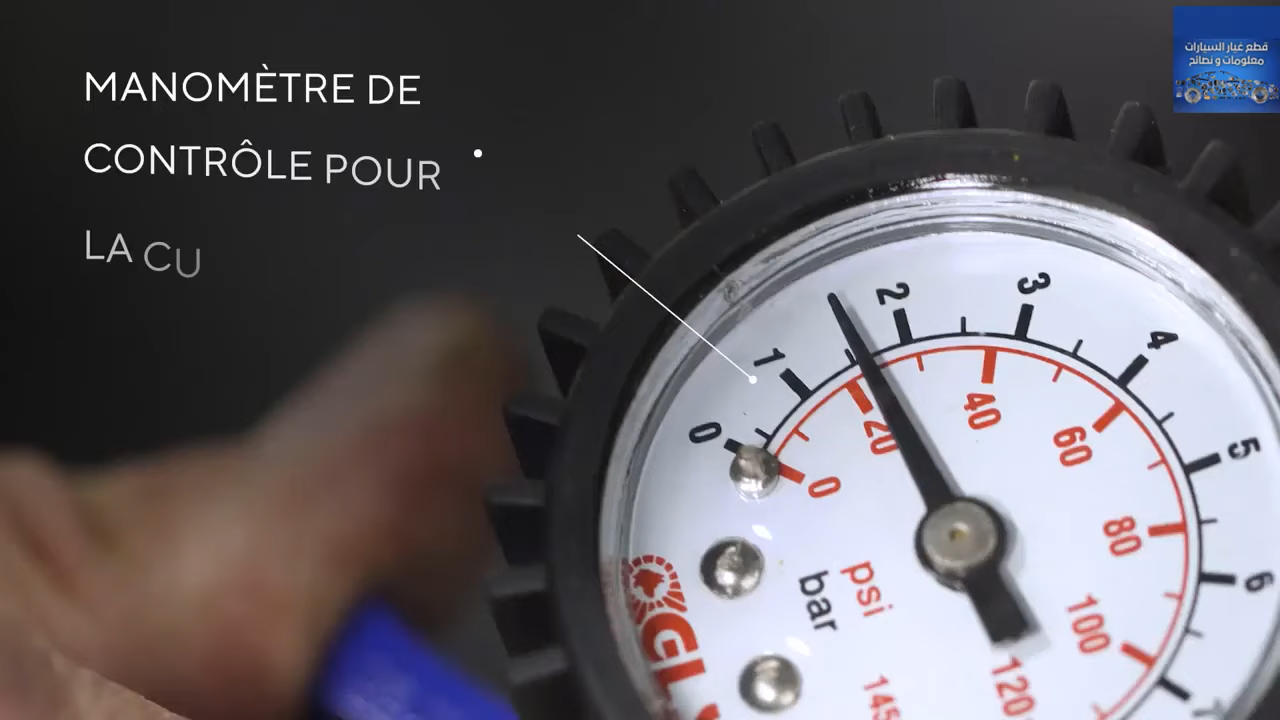 MANOMÈTRE DE
CONTRÔLE POUR
LA CU
قطع غيار السيارات
معلومات و نصائح
0 1 2 3 4 5 6 7
0 20 40 60 80 100 120
psi
bar